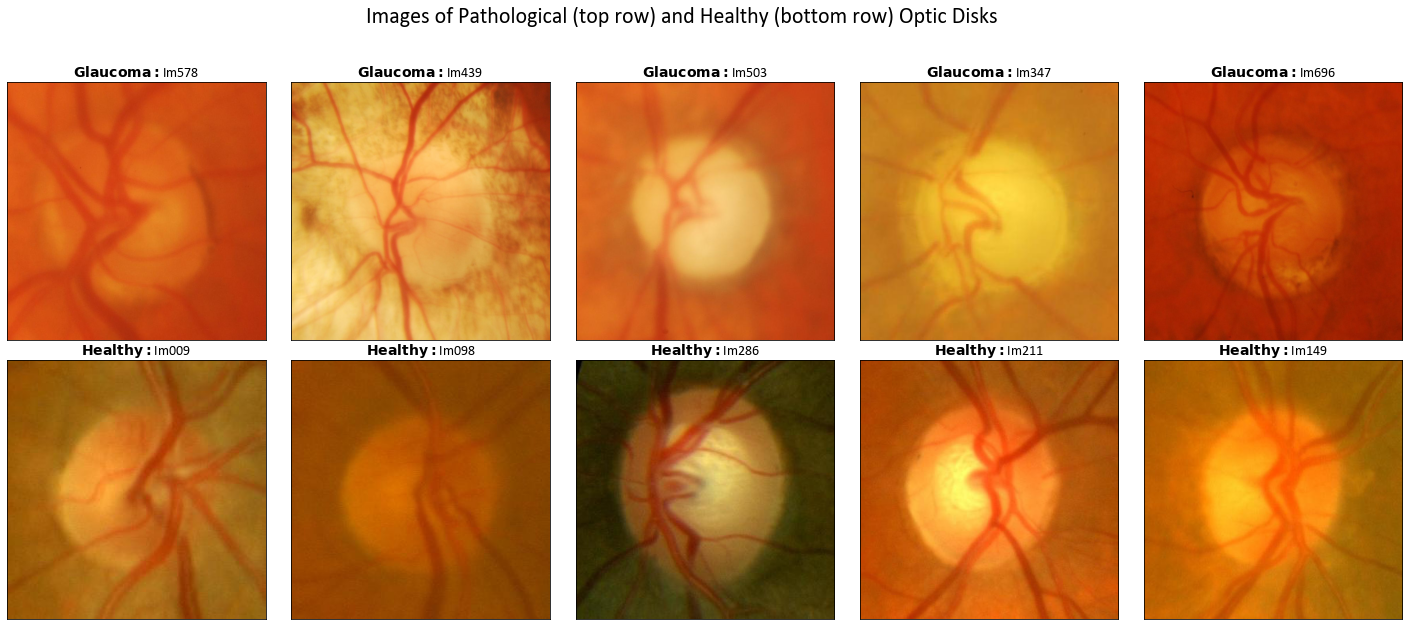 Images of Pathological (top row) and Healthy (bottom row) Optic Disks
Glaucoma: Im578
Glaucoma: Im439
Glaucoma: Im503
Glaucoma: Im347
Glaucoma: Im696
Healthy: Im009
Healthy: Im098
Healthy: Im286
Healthy: Im211
Healthy: Im149